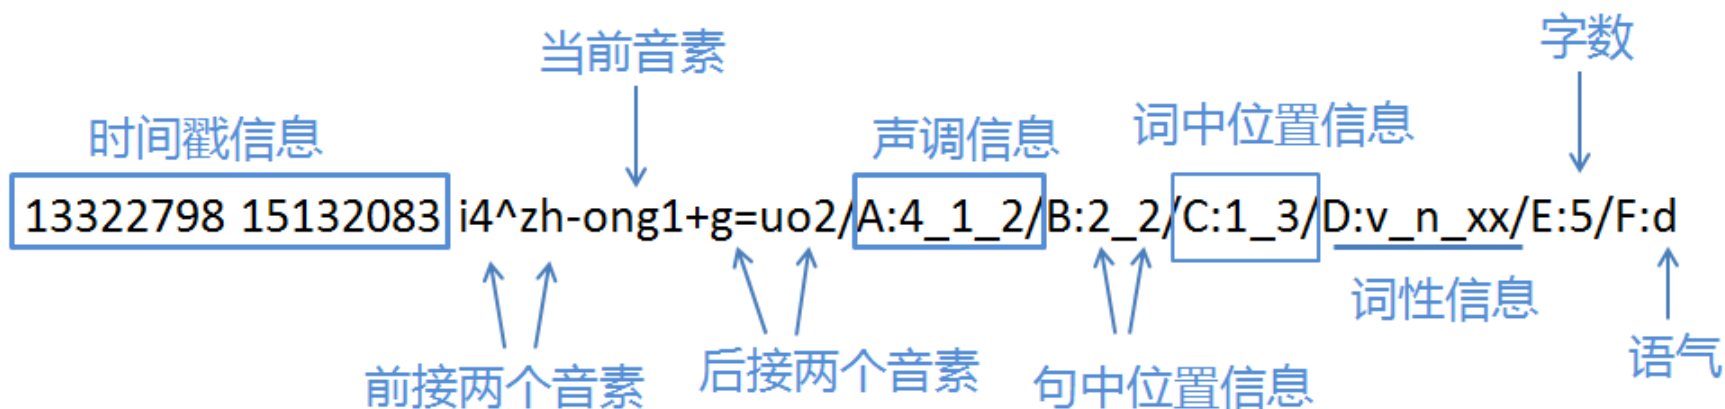 当前音素 字数
时间戳信息 声调信息 词中位置信息
13322798 15132083 i4^zh-ong1+g=uo2/A:4_1_2/B:2_2/C:1_3/D:v_n_xx/E:5/F:d
词性信息
前接两个音素 后接两个音素 句中位置信息 语气